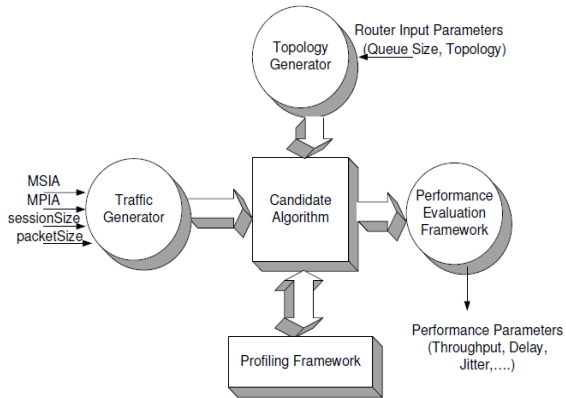 Topology
Generator
Router Input Parameters
(Queue Size, Topology)
MSIA
MPIA
sessionSize
packetSize
Traffic
Generator
Candidate
Algorithm
Performance
Evaluation
Framework
Profiling Framework
Performance Parameters
(Throughput, Delay,
Jitter,....)